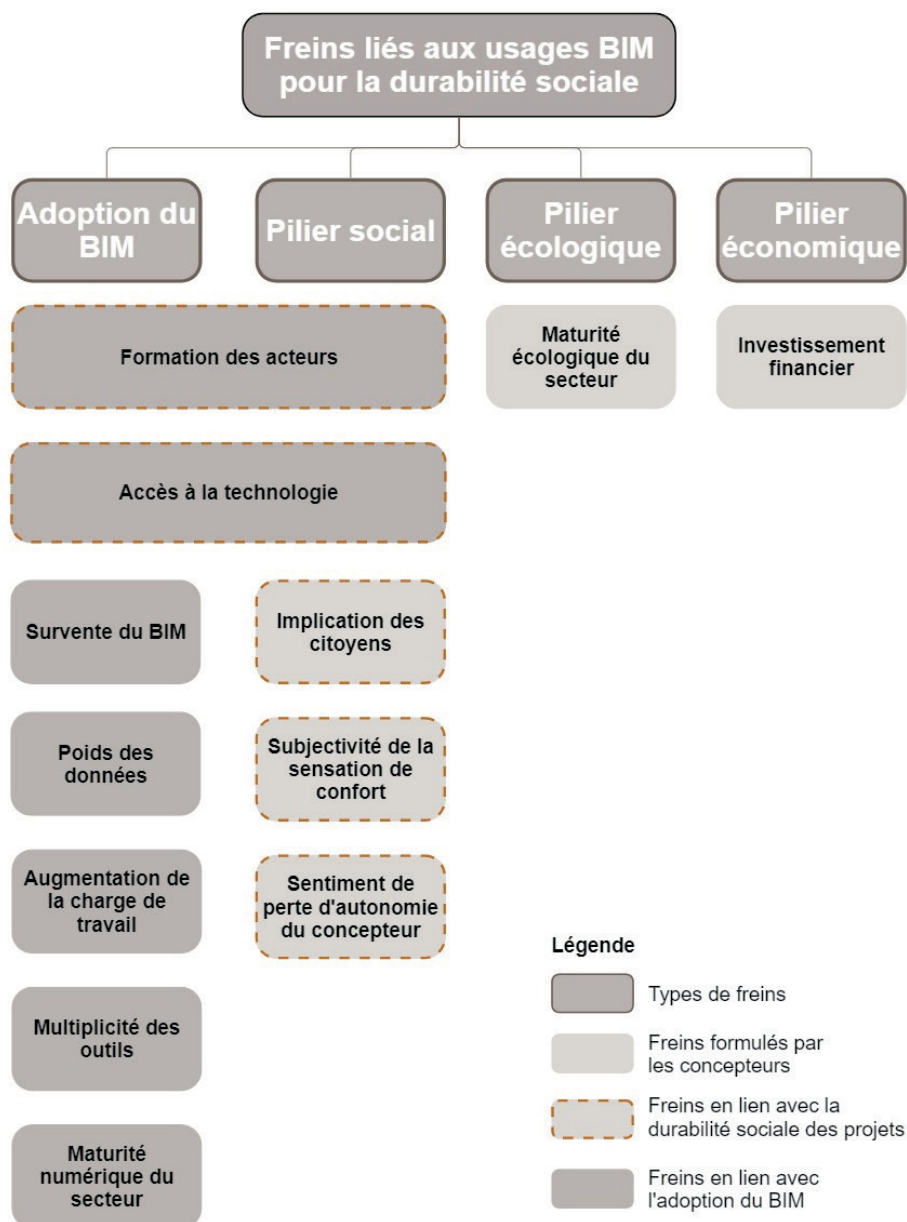 Freins liés aux usages BIM
pour la durabilité sociale
Adoption du
BIM
Pilier social
Pilier
écologique
Pilier
économique
Formation des acteurs
Maturité
écologique du
secteur
Investissement
financier
Accès à la technologie
Survente du BIM
Implication des
citoyens
Poids des
données
Subjectivité de la
sensation de
confort
Augmentation de
la charge de
travail
Sentiment de
perte d'autonomie
du concepteur
Multiplicité des
outils
Maturité
numérique du
secteur
Légende
Types de freins
Freins formulés par
les concepteurs
Freins en lien avec la
durabilité sociale des projets
Freins en lien avec
l'adoption du BIM